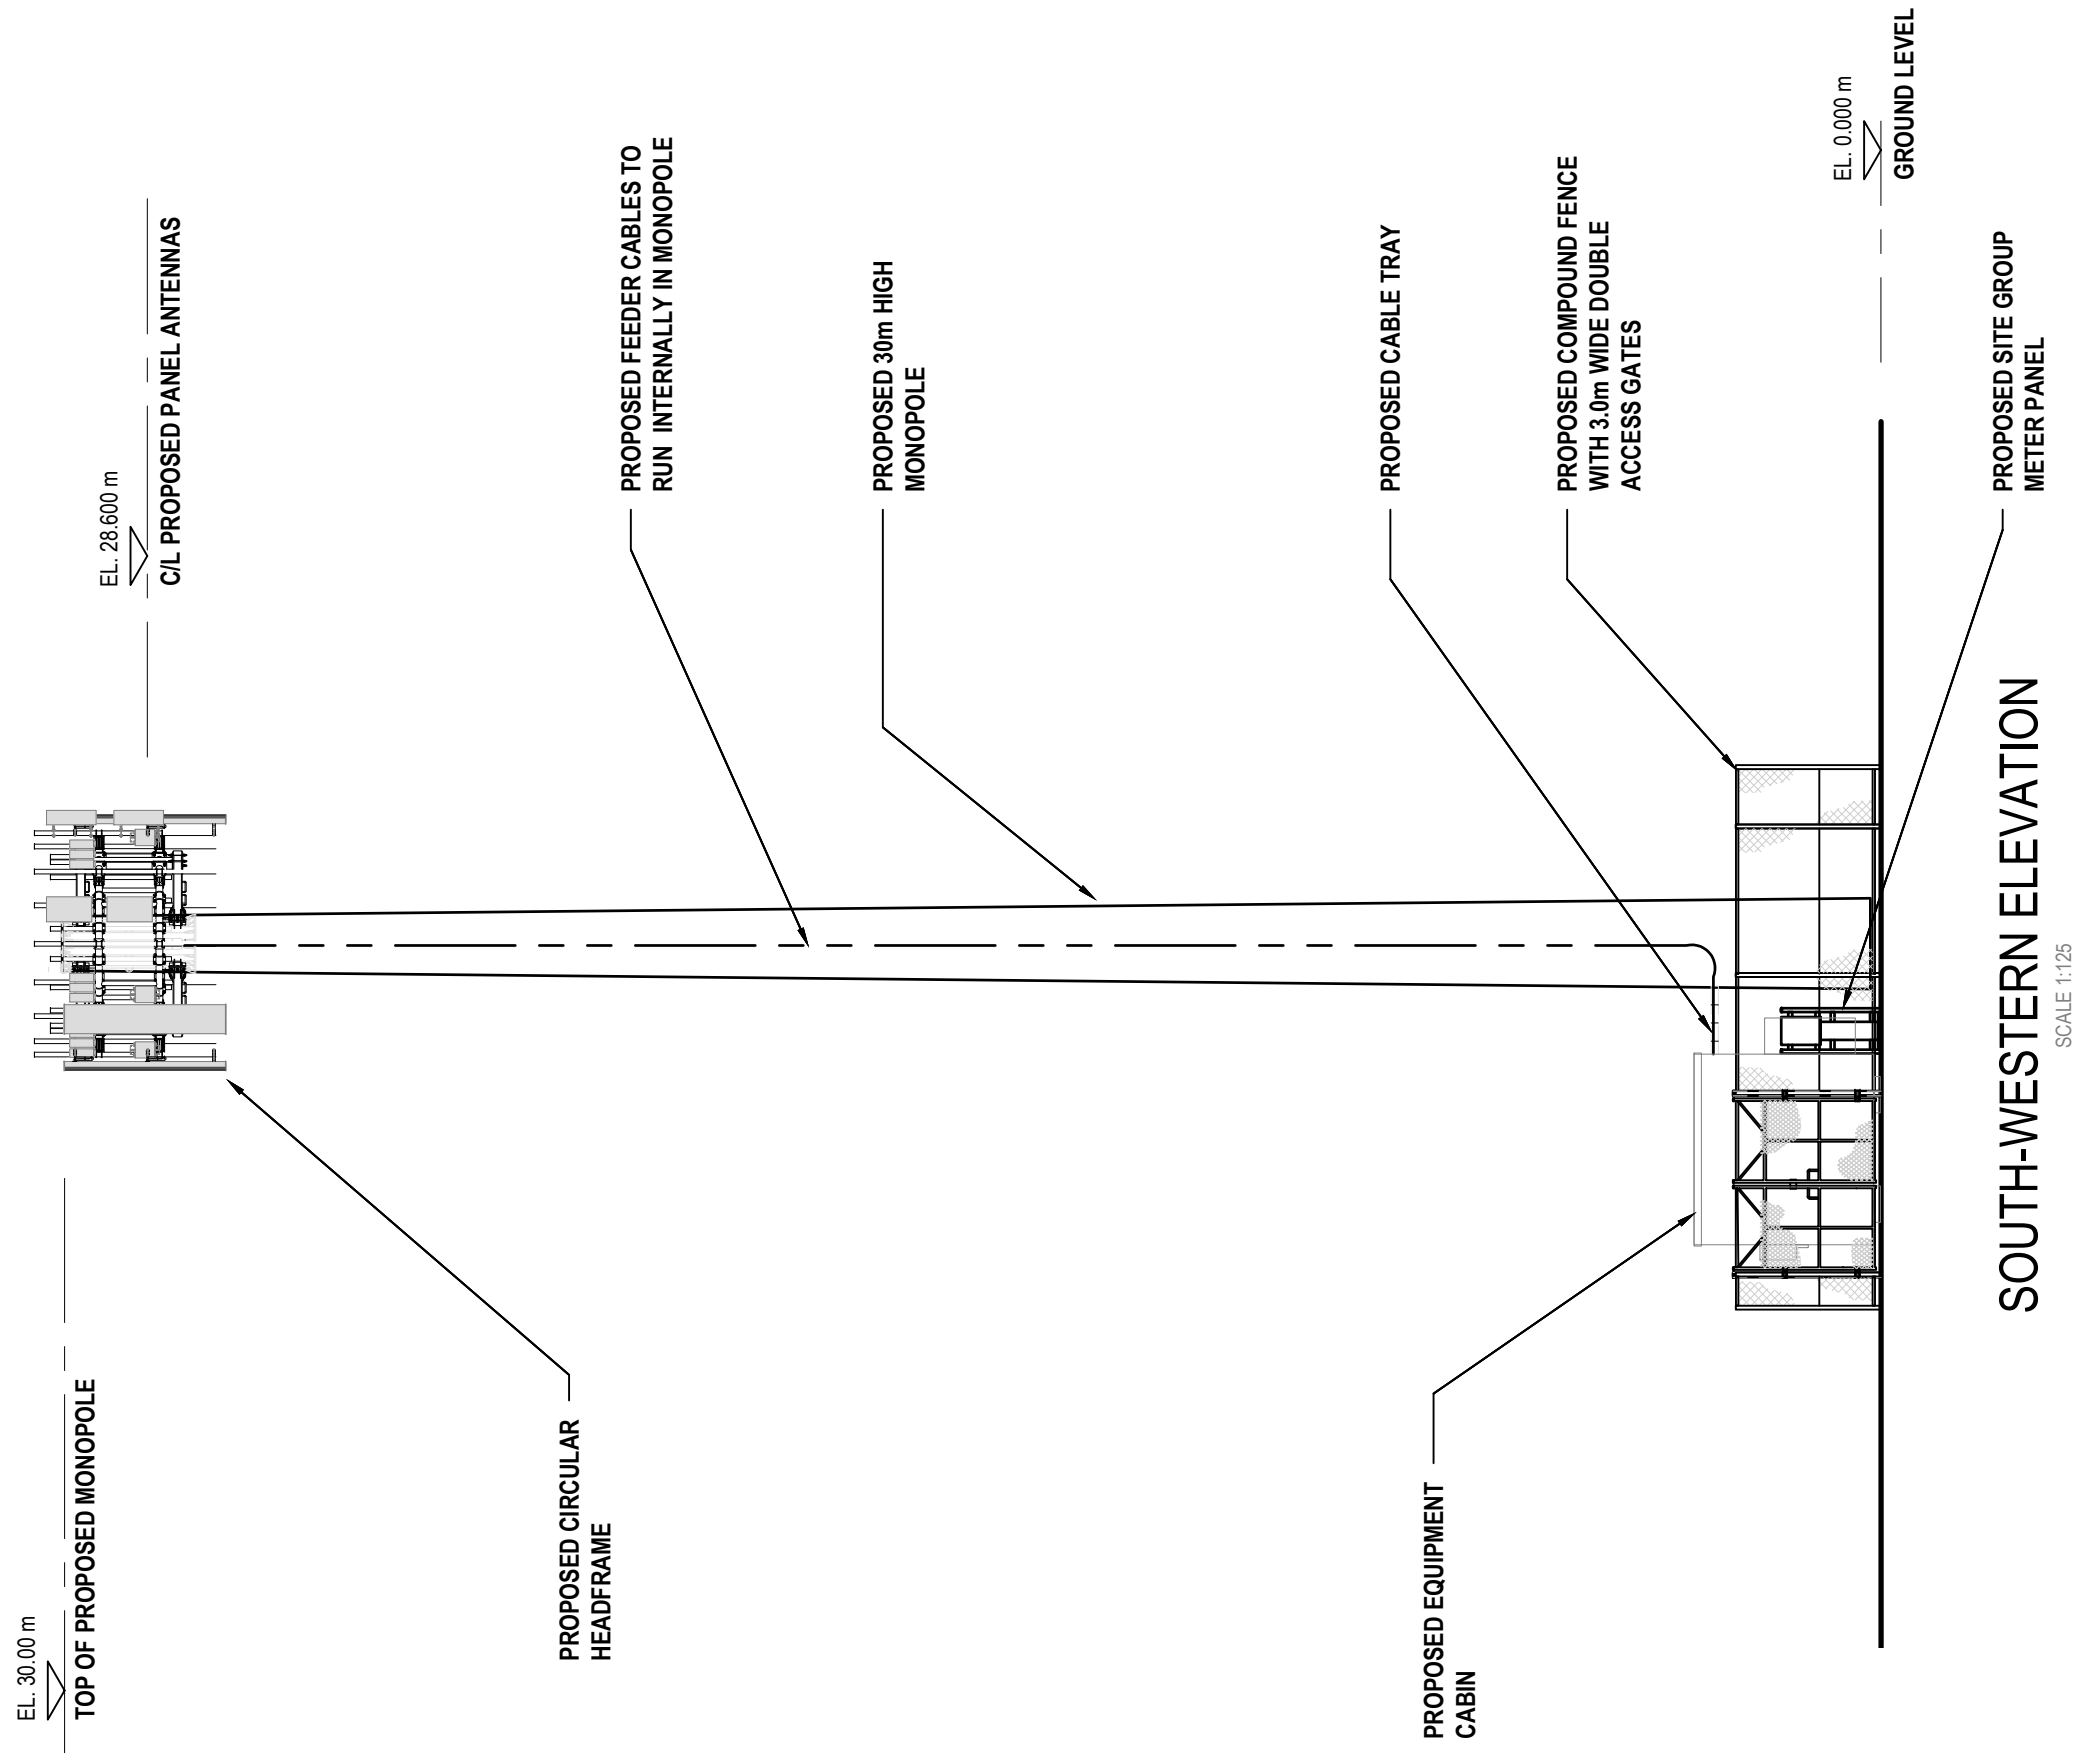 EL. 30.00 m
TOP OF PROPOSED MONOPOLE
EL. 28.600 m
C/L PROPOSED PANEL ANTENNAS
PROPOSED CIRCULAR
HEADFRAME
PROPOSED FEEDER CABLES TO
RUN INTERNALLY IN MONOPOLE
PROPOSED 30m HIGH
MONOPOLE
PROPOSED CABLE TRAY
PROPOSED EQUIPMENT
CABIN
PROPOSED COMPOUND FENCE
WITH 3.0m WIDE DOUBLE
ACCESS GATES
EL. 0.000 m
GROUND LEVEL
PROPOSED SITE GROUP
METER PANEL
SOUTH-WESTERN ELEVATION
SCALE 1:125